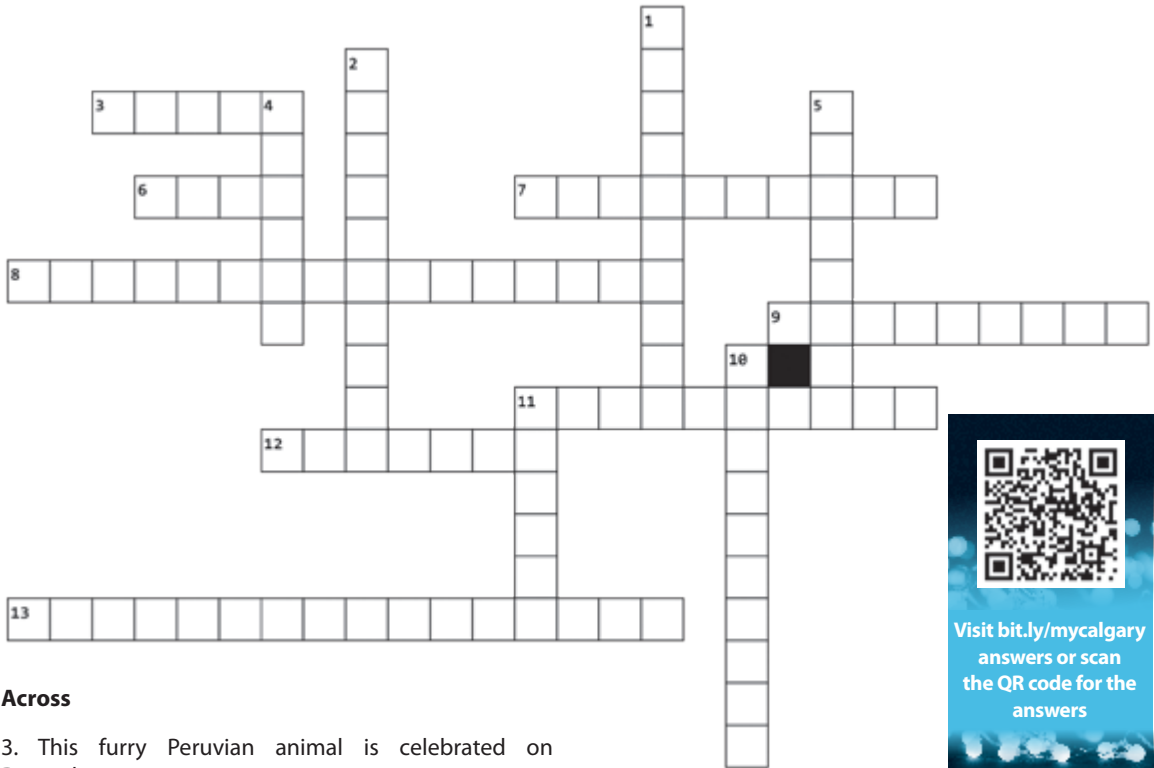 1
2
3
4
5
6
7
8
9
10
11
12
13
Visit bit.ly/mycalgary
answers or scan
the QR code for the
answers
Across
3. This furry Peruvian animal is celebrated on